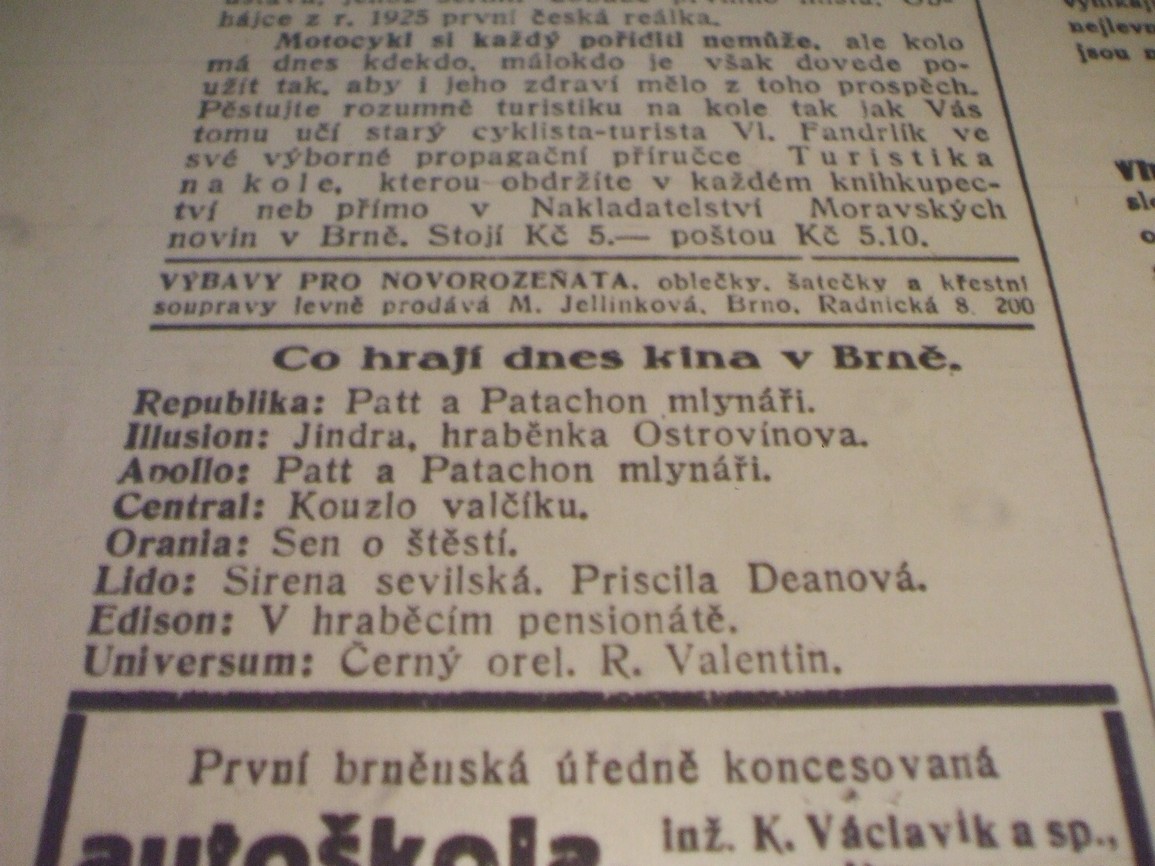 hájce z r. 1925 první česká reálka.
Motocykl si každý poříditi nemůže, ale kolo
má dnes kdekdo, málokdo je však dovede po-
užít tak, aby i jeho zdraví mělo z toho prospěch.
Pěstujte rozumně turistiku na kole tak jak Vás
tomu učí starý cyklista-turista Vl. Fandrlík ve
své výborné propagační příručce Turistika
na kole, kterou obdržíte v každém knihkupec-
tví neb přímo v Nakladatelství Moravských
novin v Brně. Stojí Kč 5.— poštou Kč 5.10.
VÝBAVY PRO NOVOROZEŇATA, oblečky, šatečky a křestní
soupravy levně prodává M. Jellinková, Brno, Radnická 8. 200
Co hrají dnes kina v Brně.
Republika: Patt a Patachon mlynáři.
Illusion: Jindra, hraběnka Ostrovínova.
Apollo: Patt a Patachon mlynáři.
Central: Kouzlo valčíku.
Orania: Sen o štěstí.
Lido: Sirena sevilská. Priscila Deanová.
Edison: V hraběcím pensionátě.
Universum: Černý orel. R. Valentin.
První brněnská úředně koncesovaná
autoškola inž. K. Václavík a sp.,
nejlevn
jsou